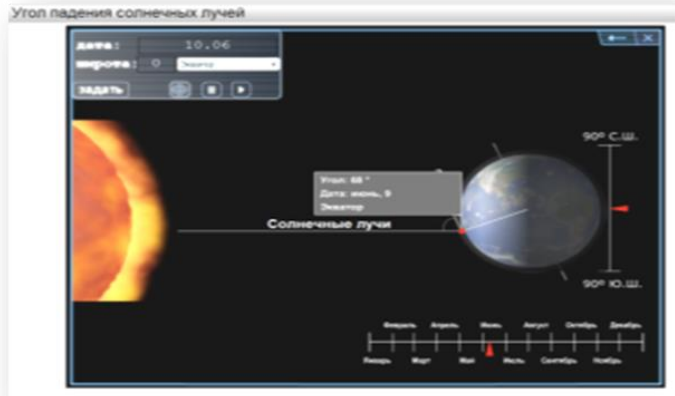 Угол падения солнечных лучей
дата: 10.06
широта: 0 Экватор
задать
90° С.Ш.
Угол: 68 °
Дата: июнь, 9
Экватор
Солнечные лучи
90° Ю.Ш.
Февраль Апрель Июнь Август Октябрь Декабрь
Январь Март Май Июль Сентябрь Ноябрь